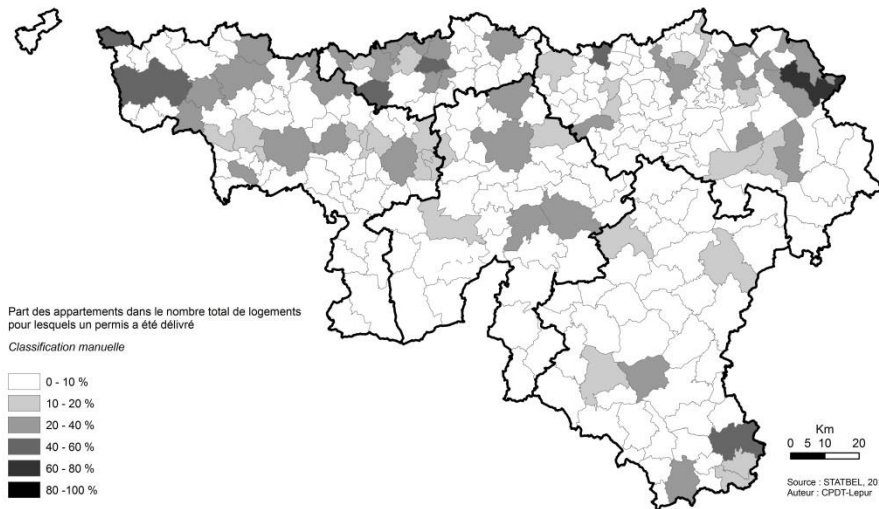 Part des appartements dans le nombre total de logements
pour lesquels un permis a été délivré
Classification manuelle
0 - 10 %
10 - 20 %
20 - 40 %
40 - 60 %
60 - 80 %
80 -100 %
Km
0 5 10 20
Source : STATBEL, 20
Auteur : CPDT-Lepur